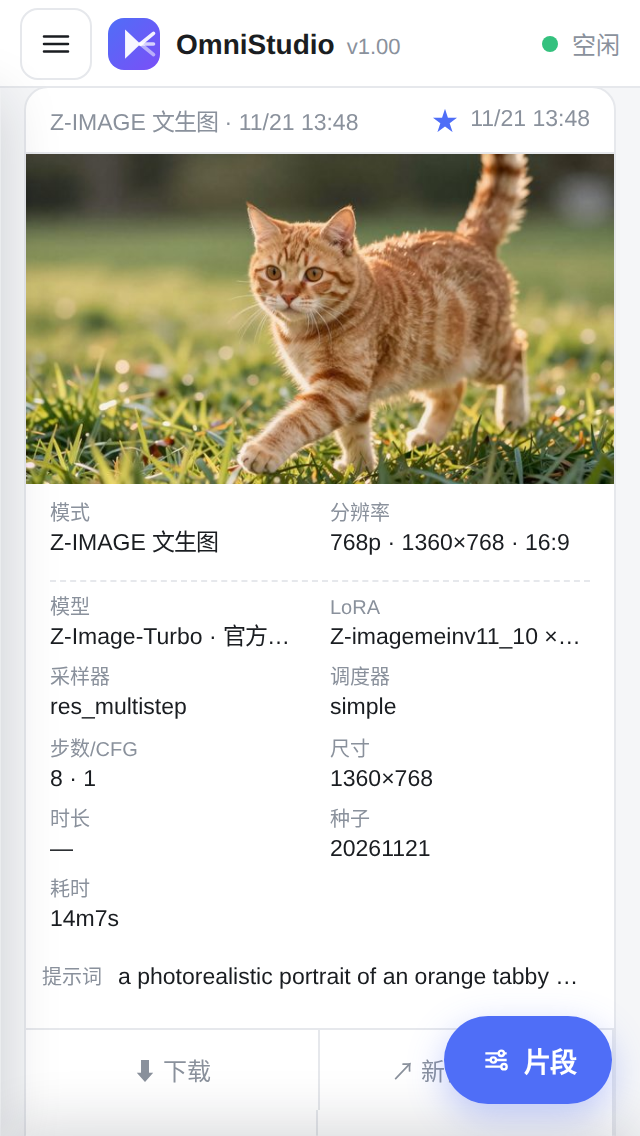 OmniStudio v1.00
空闲
Z-IMAGE 文生图 · 11/21 13:48
★ 11/21 13:48
模式
Z-IMAGE 文生图
分辨率
768p · 1360×768 · 16:9
模型
Z-Image-Turbo · 官方…
LoRA
Z-imagemeinv11_10 ×…
采样器
res_multistep
调度器
simple
步数/CFG
8 · 1
尺寸
1360×768
时长
—
种子
20261121
耗时
14m7s
提示词 a photorealistic portrait of an orange tabby …
⬇ 下载
↗ 新
片段